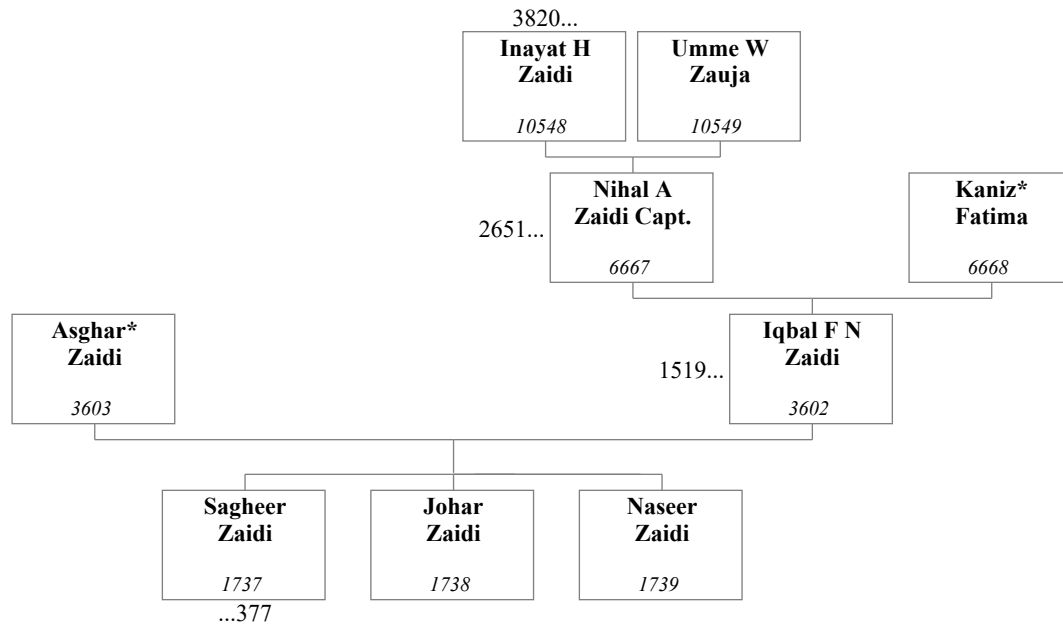 3820...
Inayat H
Zaidi
10548
Umme W
Zauja
10549
2651...
Nihal A
Zaidi Capt.
6667
Kaniz*
Fatima
6668
Asghar*
Zaidi
3603
1519...
Iqbal F N
Zaidi
3602
Sagheer
Zaidi
1737
...377
Johar
Zaidi
1738
Naseer
Zaidi
1739